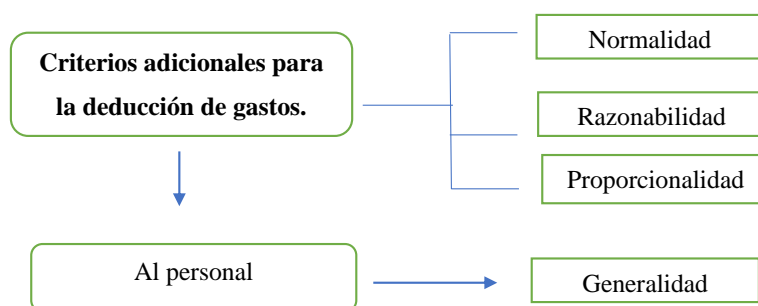 Criterios adicionales para
la deducción de gastos.
Normalidad
Razonabilidad
Proporcionalidad
Al personal
Generalidad